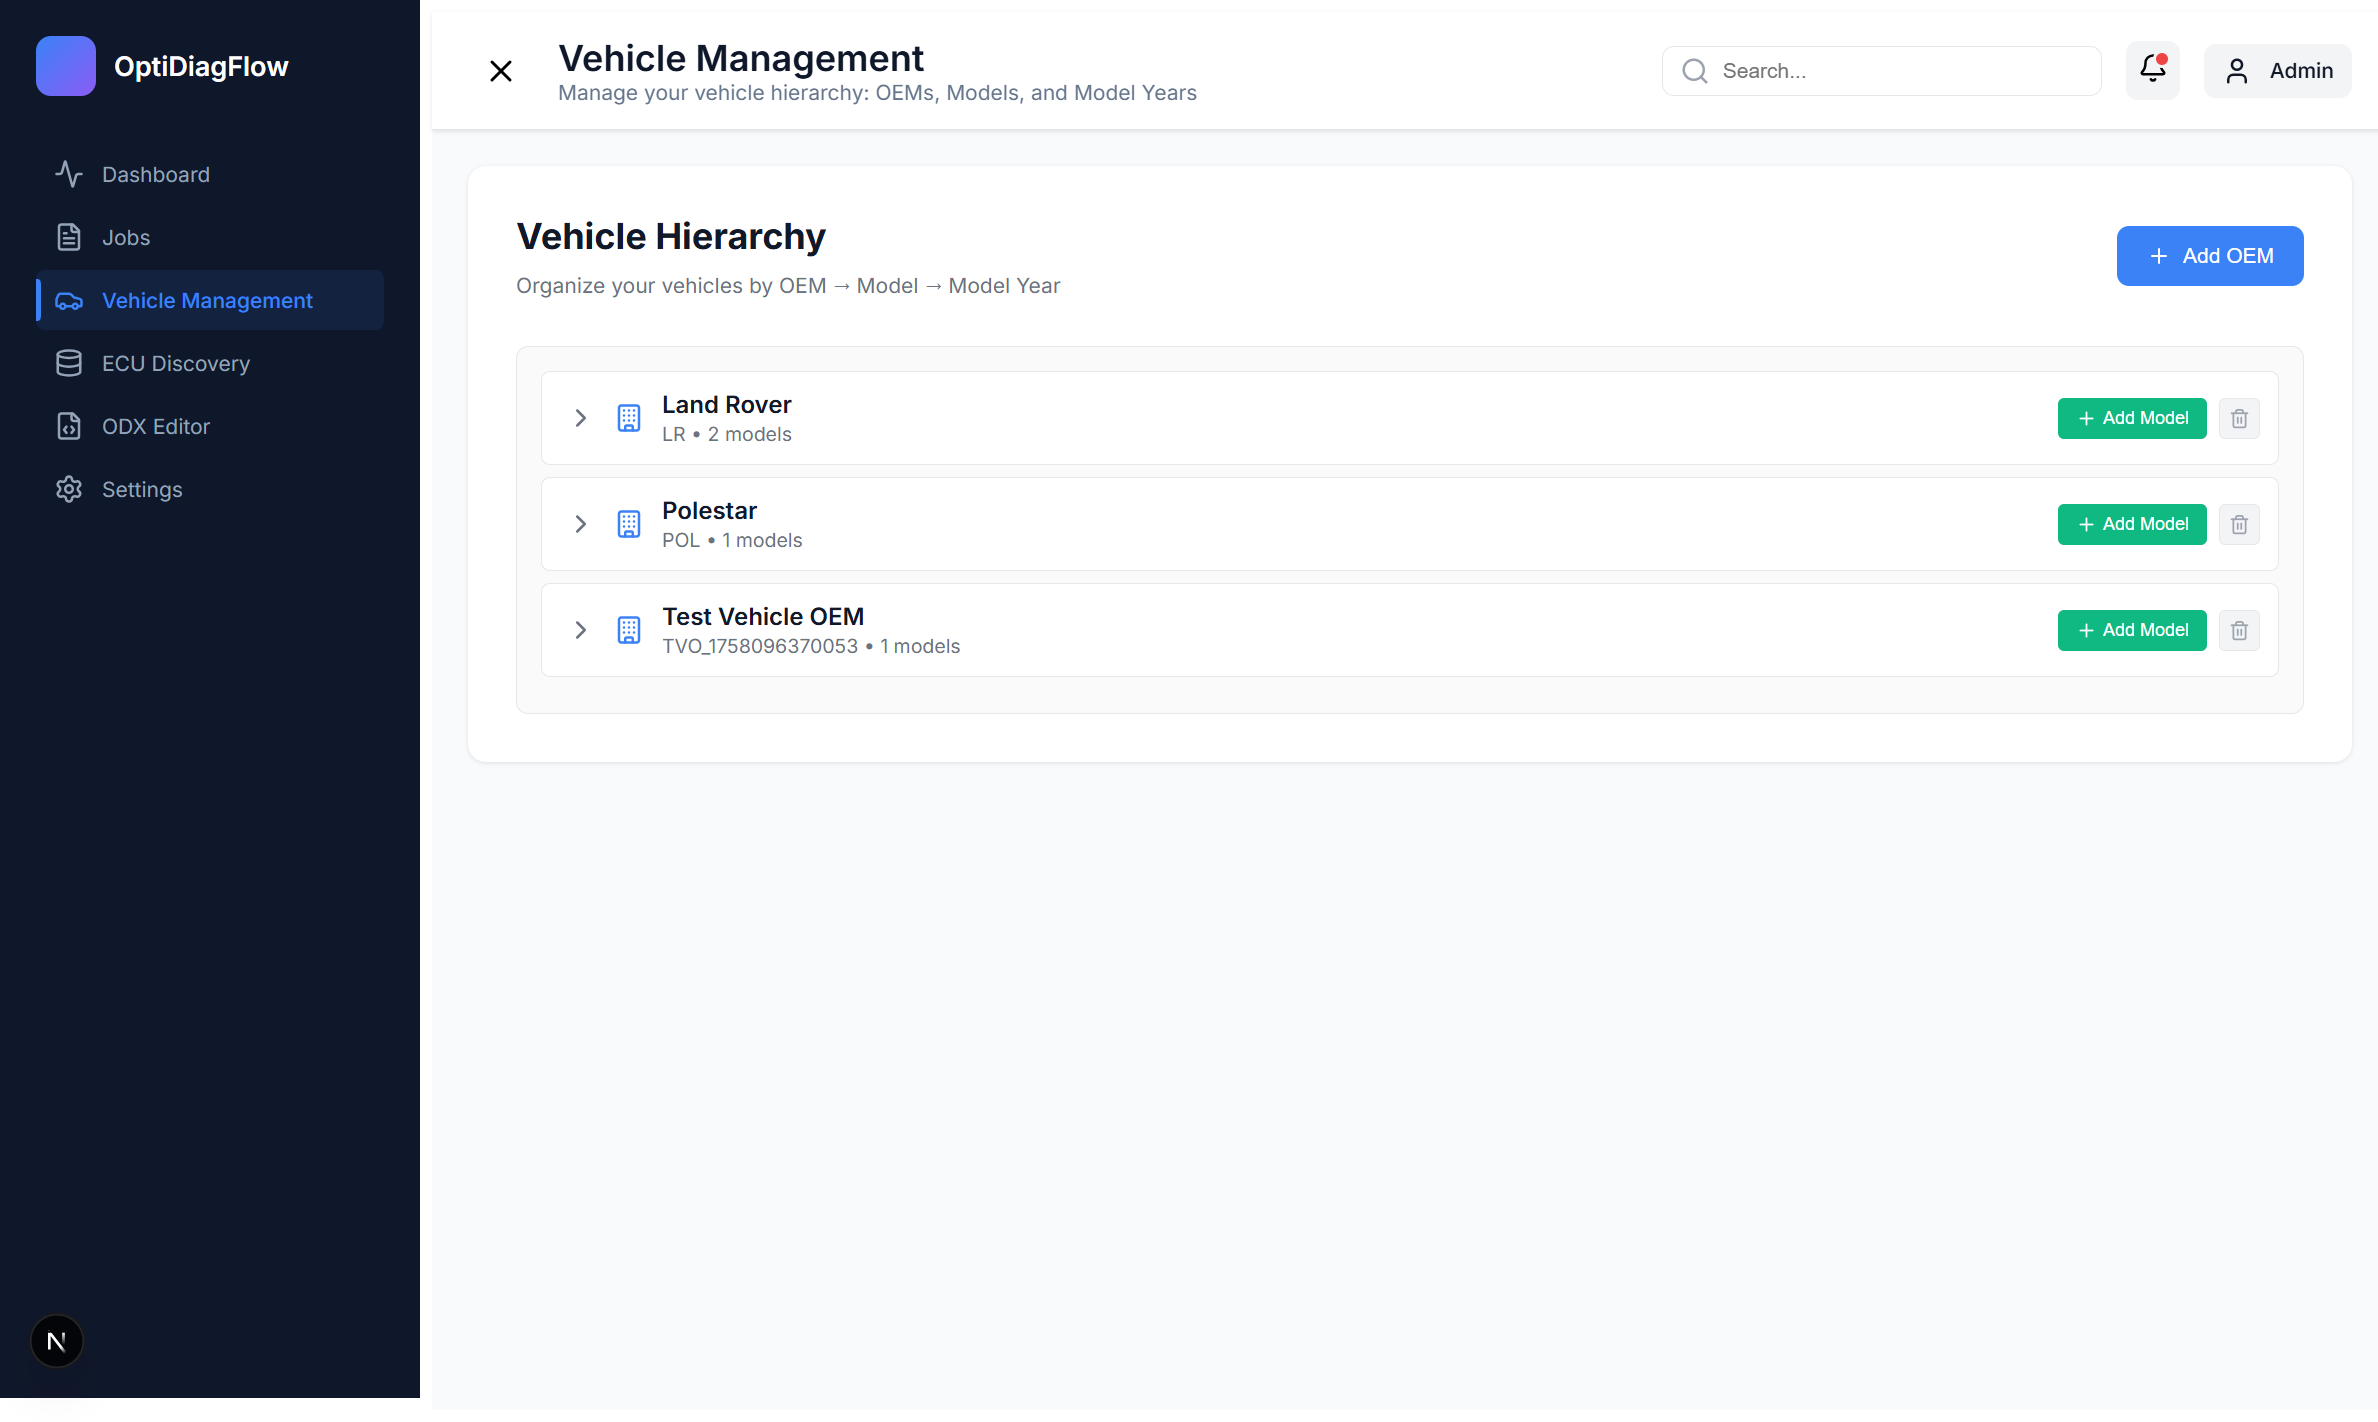 OptiDiagFlow
Dashboard
Jobs
Vehicle Management
ECU Discovery
ODX Editor
Settings
N
Vehicle Management
Manage your vehicle hierarchy: OEMs, Models, and Model Years
Search...
Admin
Vehicle Hierarchy
Organize your vehicles by OEM → Model → Model Year
+ Add OEM
Land Rover
LR • 2 models
+ Add Model
Polestar
POL • 1 models
+ Add Model
Test Vehicle OEM
TVO_1758096370053 • 1 models
+ Add Model